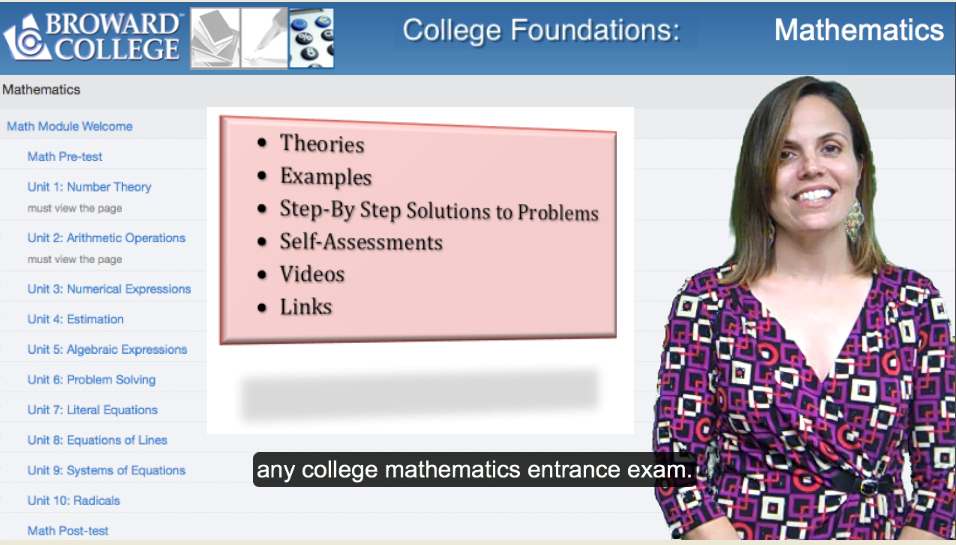 BROWARD
COLLEGE
College Foundations:
Mathematics
Mathematics
Math Module Welcome
Math Pre-test
Unit 1: Number Theory
must view the page
Unit 2: Arithmetic Operations
must view the page
Unit 3: Numerical Expressions
Unit 4: Estimation
Unit 5: Algebraic Expressions
Unit 6: Problem Solving
Unit 7: Literal Equations
Unit 8: Equations of Lines
Unit 9: Systems of Equations
Unit 10: Radicals
Math Post-test
• Theories
• Examples
• Step-By Step Solutions to Problems
• Self-Assessments
• Videos
• Links
any college mathematics entrance exam.